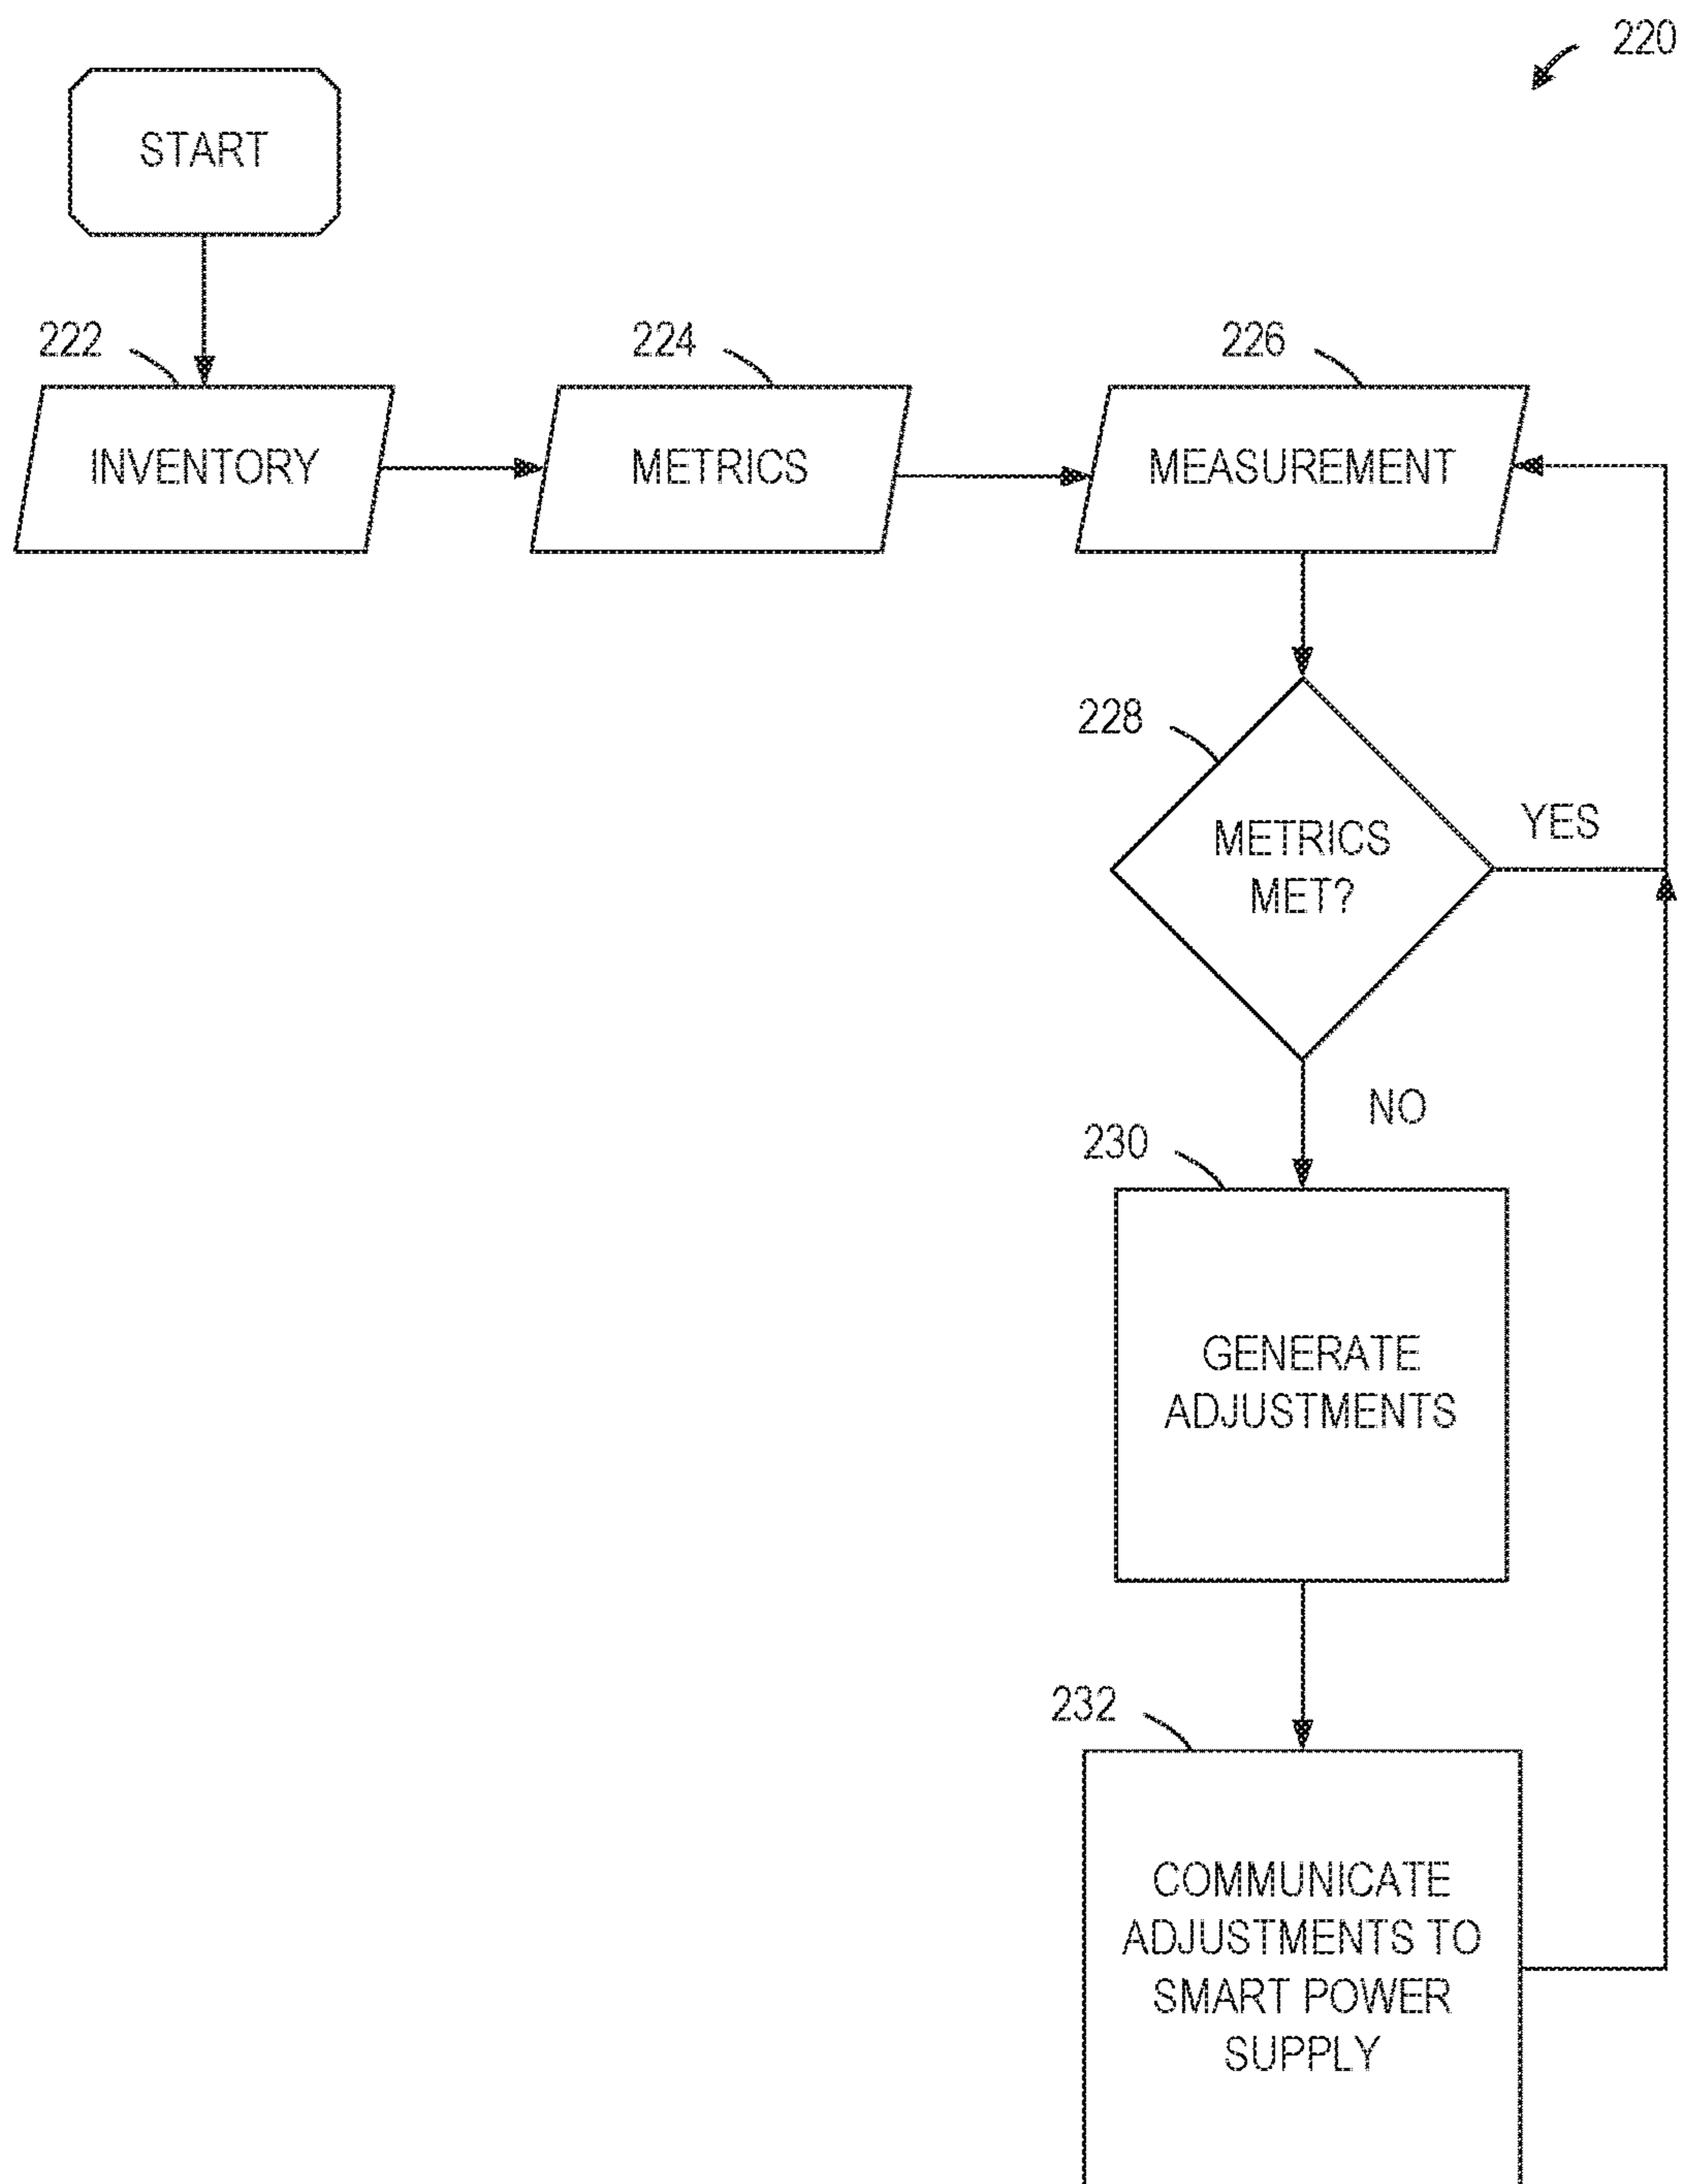 220
START
222
224
226
INVENTORY
METRICS
MEASUREMENT
228
METRICS
MET?
YES
NO
230
GENERATE
ADJUSTMENTS
232
COMMUNICATE
ADJUSTMENTS TO
SMART POWER
SUPPLY